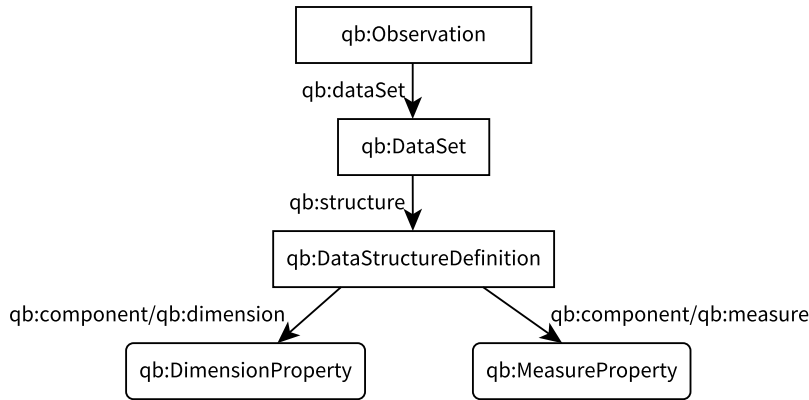 qb:Observation
qb:dataSet
qb:DataSet
qb:structure
qb:DataStructureDefinition
qb:component/qb:dimension
qb:component/qb:measure
qb:DimensionProperty
qb:MeasureProperty